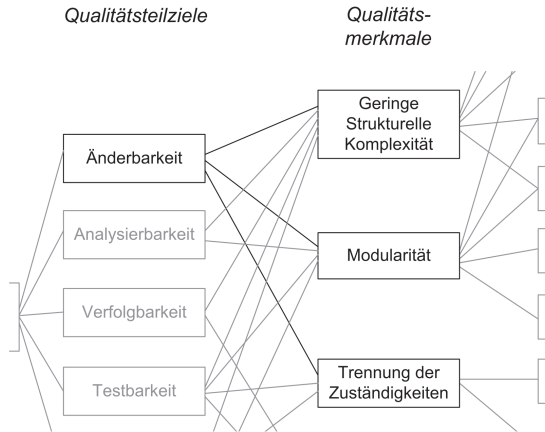 Qualitätsteilziele
Qualitäts-
merkmale
Änderbarkeit
Analysierbarkeit
Verfolgbarkeit
Testbarkeit
Geringe
Strukturelle
Komplexität
Modularität
Trennung der
Zuständigkeiten